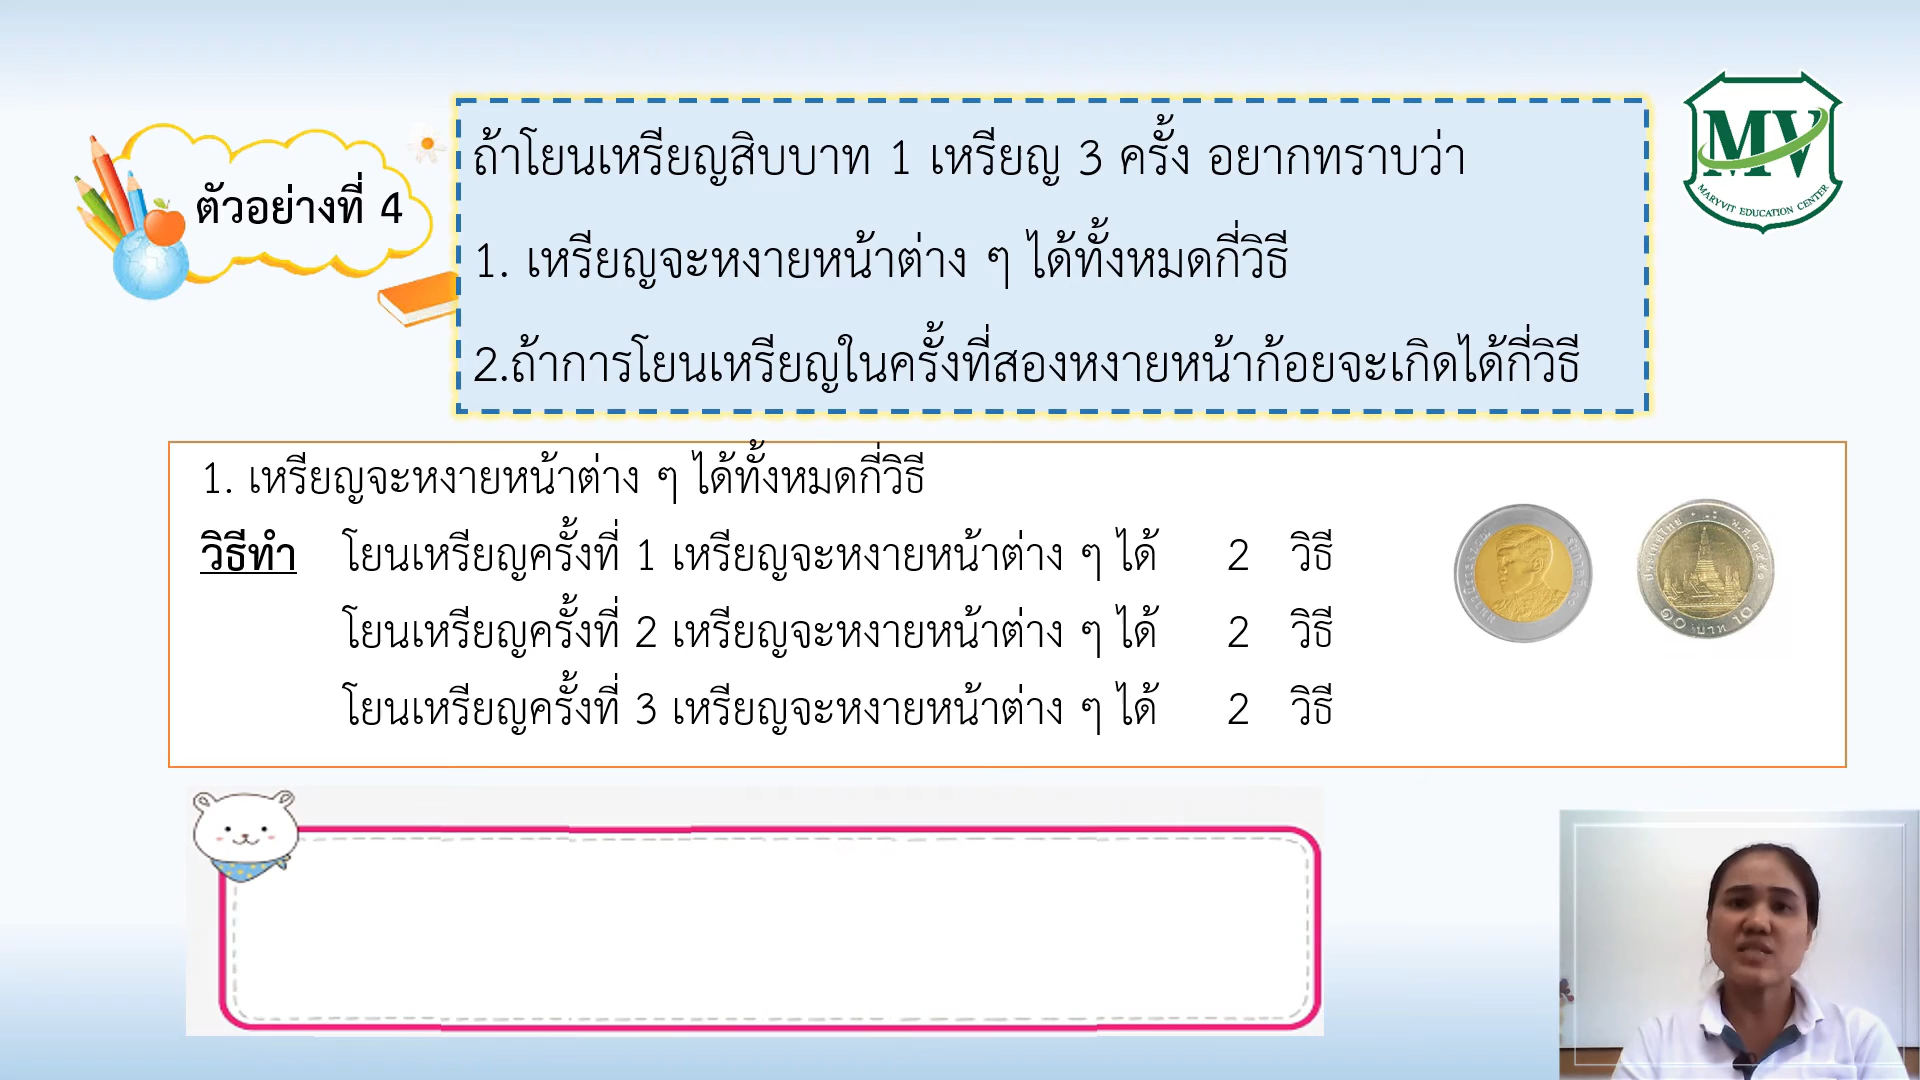 ตัวอย่างที่ 4
ถ้าโยนเหรียญสิบบาท 1 เหรียญ 3 ครั้ง อยากทราบว่า
1. เหรียญจะหงายหน้าต่าง ๆ ได้ทั้งหมดกี่วิธี
2.ถ้าการโยนเหรียญในครั้งที่สองหงายหน้าก้อยจะเกิดได้กี่วิธี
MV
MARYVIT EDUCATION CENTER
1. เหรียญจะหงายหน้าต่าง ๆ ได้ทั้งหมดกี่วิธี
วิธีทำ โยนเหรียญครั้งที่ 1 เหรียญจะหงายหน้าต่าง ๆ ได้ 2 วิธี
โยนเหรียญครั้งที่ 2 เหรียญจะหงายหน้าต่าง ๆ ได้ 2 วิธี
โยนเหรียญครั้งที่ 3 เหรียญจะหงายหน้าต่าง ๆ ได้ 2 วิธี
๑๐ บาท 10